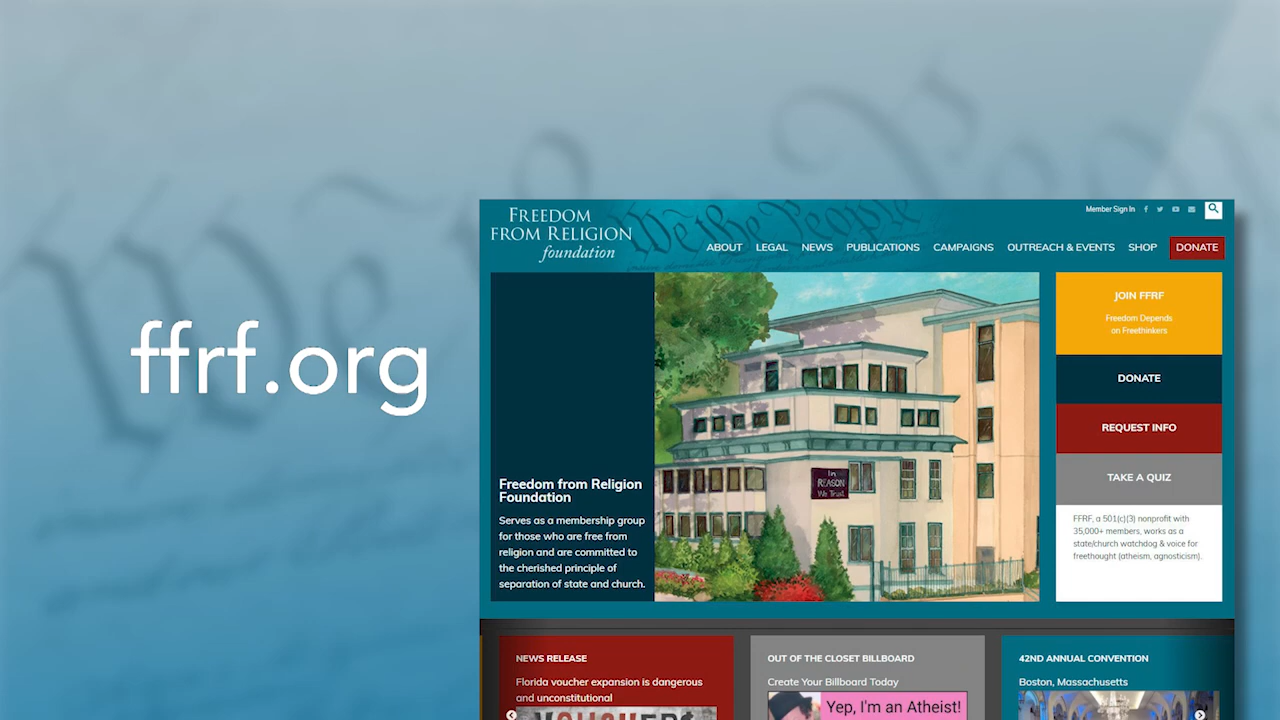 We the People
ffrf.org
FREEDOM
FROM RELIGION
foundation
We the People
Member Sign In
ABOUT
LEGAL
NEWS
PUBLICATIONS
CAMPAIGNS
OUTREACH & EVENTS
SHOP
DONATE
Freedom from Religion
Foundation
Serves as a membership group
for those who are free from
religion and are committed to
the cherished principle of
separation of state and church.
In
REASON
We Trust
JOIN FFRF
Freedom Depends
on Freethinkers
DONATE
REQUEST INFO
TAKE A QUIZ
FFRF, a 501(c)(3) nonprofit with
35,000+ members, works as a
state/church watchdog & voice for
freethought (atheism, agnosticism).
NEWS RELEASE
Florida voucher expansion is dangerous
and unconstitutional
OUT OF THE CLOSET BILLBOARD
Create Your Billboard Today
Yep, I'm an Atheist!
42ND ANNUAL CONVENTION
Boston, Massachusetts